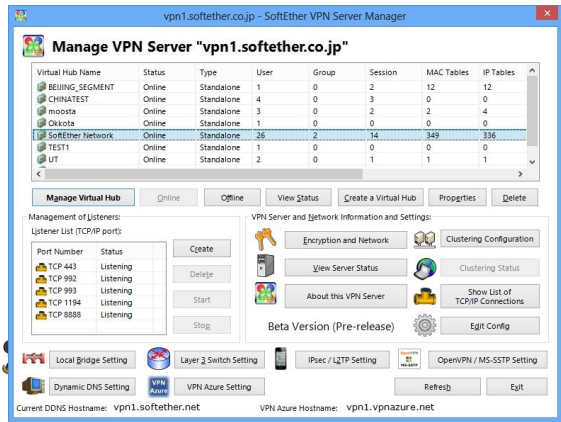 vpn1.softether.co.jp - SoftEther VPN Server Manager
Manage VPN Server "vpn1.softether.co.jp"
Virtual Hub Name Status Type User Group Session MAC Tables IP Tables
BEIJING_SEGMENT Online Standalone 1 0 2 12 12
CHINATEST Online Standalone 4 0 3 0 0
moosta Online Standalone 3 0 2 2 4
Okkota Online Standalone 1 0 0 0 0
SoftEther Network Online Standalone 26 2 14 349 336
TEST1 Online Standalone 1 0 0 0 0
UT Online Standalone 2 0 1 1 1
Manage Virtual Hub Online Offline View Status Create a Virtual Hub Properties Delete
Management of Listeners:
Listener List (TCP/IP port):
Port Number Status
TCP 443 Listening
TCP 992 Listening
TCP 993 Listening
TCP 1194 Listening
TCP 8888 Listening
Create
Delete
Start
Stop
VPN Server and Network Information and Settings:
Encryption and Network
Clustering Configuration
View Server Status
Clustering Status
About this VPN Server
Show List of
TCP/IP Connections
Beta Version (Pre-release)
Edit Config
Local Bridge Setting
Layer 3 Switch Setting
IPsec / L2TP Setting
OpenVPN
MS-SSTP
OpenVPN / MS-SSTP Setting
Dynamic DNS Setting
VPN
Azure
VPN Azure Setting
Refresh
Exit
Current DDNS Hostname: vpn1.softether.net
VPN Azure Hostname: vpn1.vpnazure.net